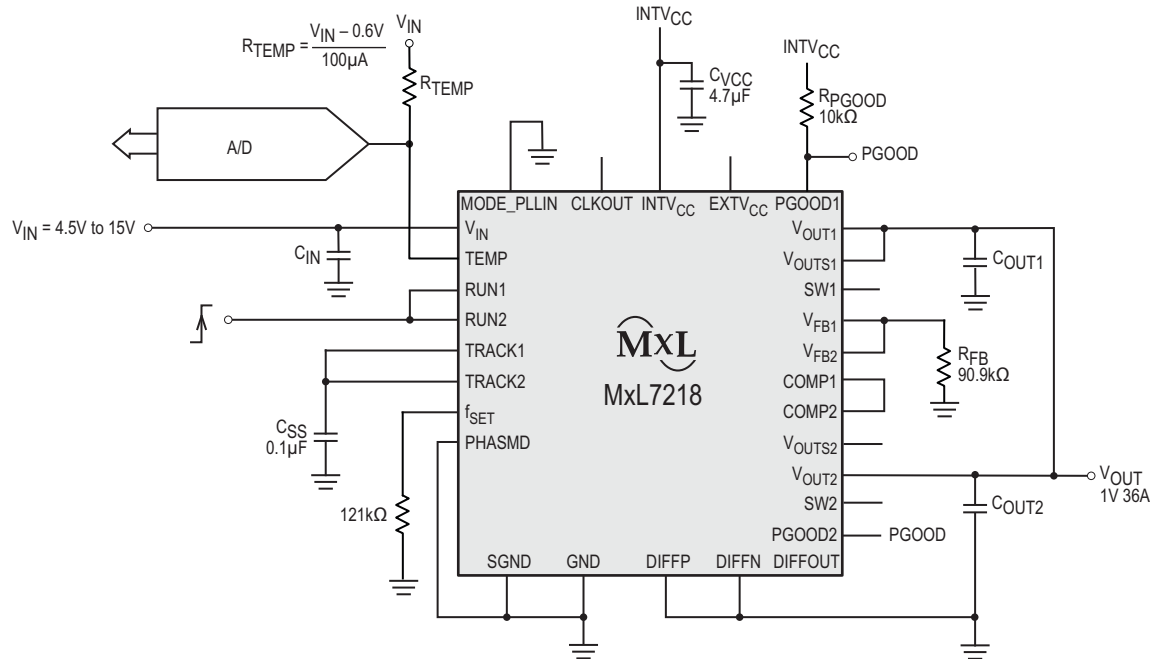 R_TEMP = (V_IN – 0.6V) / 100µA
V_IN
R_TEMP
A/D
INTV_CC
C_VCC
4.7µF
INTV_CC
R_PGOOD
10kΩ
PGOOD
MODE_PLLIN CLKOUT INTV_CC EXTV_CC PGOOD1
V_IN = 4.5V to 15V
C_IN
V_IN
TEMP
RUN1
RUN2
TRACK1
TRACK2
f_SET
PHASMD
C_SS
0.1µF
121kΩ
MXL
MxL7218
V_OUT1
V_OUTS1
SW1
V_FB1
V_FB2
COMP1
COMP2
V_OUTS2
V_OUT2
SW2
PGOOD2
PGOOD
C_OUT1
R_FB
90.9kΩ
V_OUT
1V 36A
C_OUT2
SGND GND DIFFP DIFFN DIFFOUT